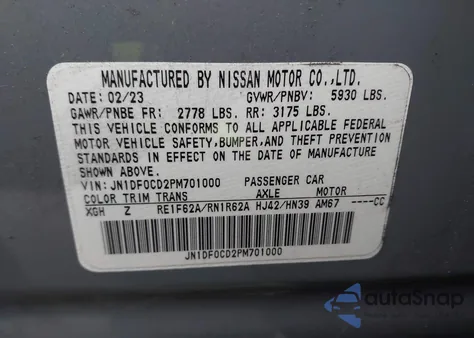 MANUFACTURED BY NISSAN MOTOR CO.,LTD.
DATE: 02/23 GVWR/PNBV: 5930 LBS.
GAWR/PNBE FR: 2778 LBS. RR: 3175 LBS.
THIS VEHICLE CONFORMS TO ALL APPLICABLE FEDERAL
MOTOR VEHICLE SAFETY, BUMPER, AND THEFT PREVENTION
STANDARDS IN EFFECT ON THE DATE OF MANUFACTURE
SHOWN ABOVE.
VIN: JN1DF0CD2PM701000 PASSENGER CAR
COLOR TRIM TRANS AXLE MOTOR
XGH Z RE1F62A/RN1R62A HJ42/HN39 AM67 ----CC
JN1DF0CD2PM701000
autoSnap